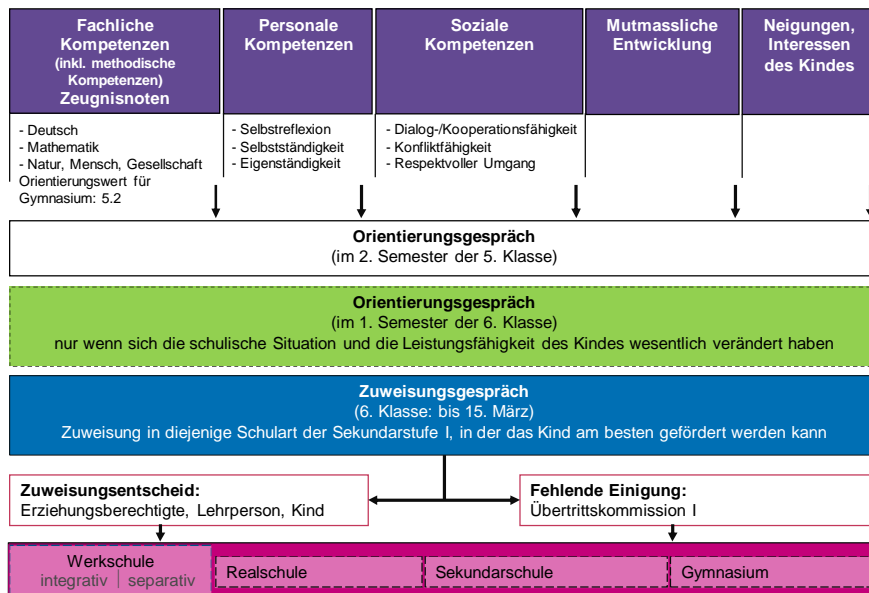 Fachliche
Kompetenzen
(inkl. methodische
Kompetenzen)
Zeugnisnoten
Personale
Kompetenzen
Soziale
Kompetenzen
Mutmassliche
Entwicklung
Neigungen,
Interessen
des Kindes
- Deutsch
- Mathematik
- Natur, Mensch, Gesellschaft
Orientierungswert für
Gymnasium: 5.2
- Selbstreflexion
- Selbstständigkeit
- Eigenständigkeit
- Dialog-/Kooperationsfähigkeit
- Konfliktfähigkeit
- Respektvoller Umgang
Orientierungsgespräch
(im 2. Semester der 5. Klasse)
Orientierungsgespräch
(im 1. Semester der 6. Klasse)
nur wenn sich die schulische Situation und die Leistungsfähigkeit des Kindes wesentlich verändert haben
Zuweisungsgespräch
(6. Klasse: bis 15. März)
Zuweisung in diejenige Schulart der Sekundarstufe I, in der das Kind am besten gefördert werden kann
Zuweisungsentscheid:
Erziehungsberechtigte, Lehrperson, Kind
Fehlende Einigung:
Übertrittskommission I
Werkschule
integrativ | separativ
Realschule
Sekundarschule
Gymnasium